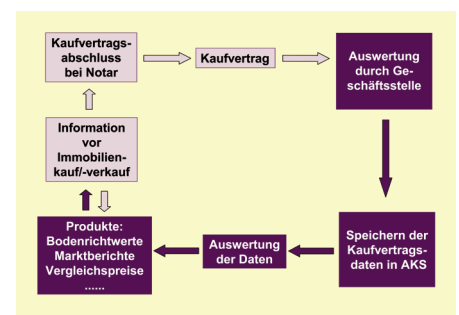 Kaufvertrags-
abschluss
bei Notar
Kaufvertrag
Auswertung
durch Ge-
schäftsstelle
Information
vor
Immobilien-
kauf/-verkauf
Produkte:
Bodenrichtwerte
Marktberichte
Vergleichspreise
......
Auswertung
der Daten
Speichern der
Kaufvertrags-
daten in AKS